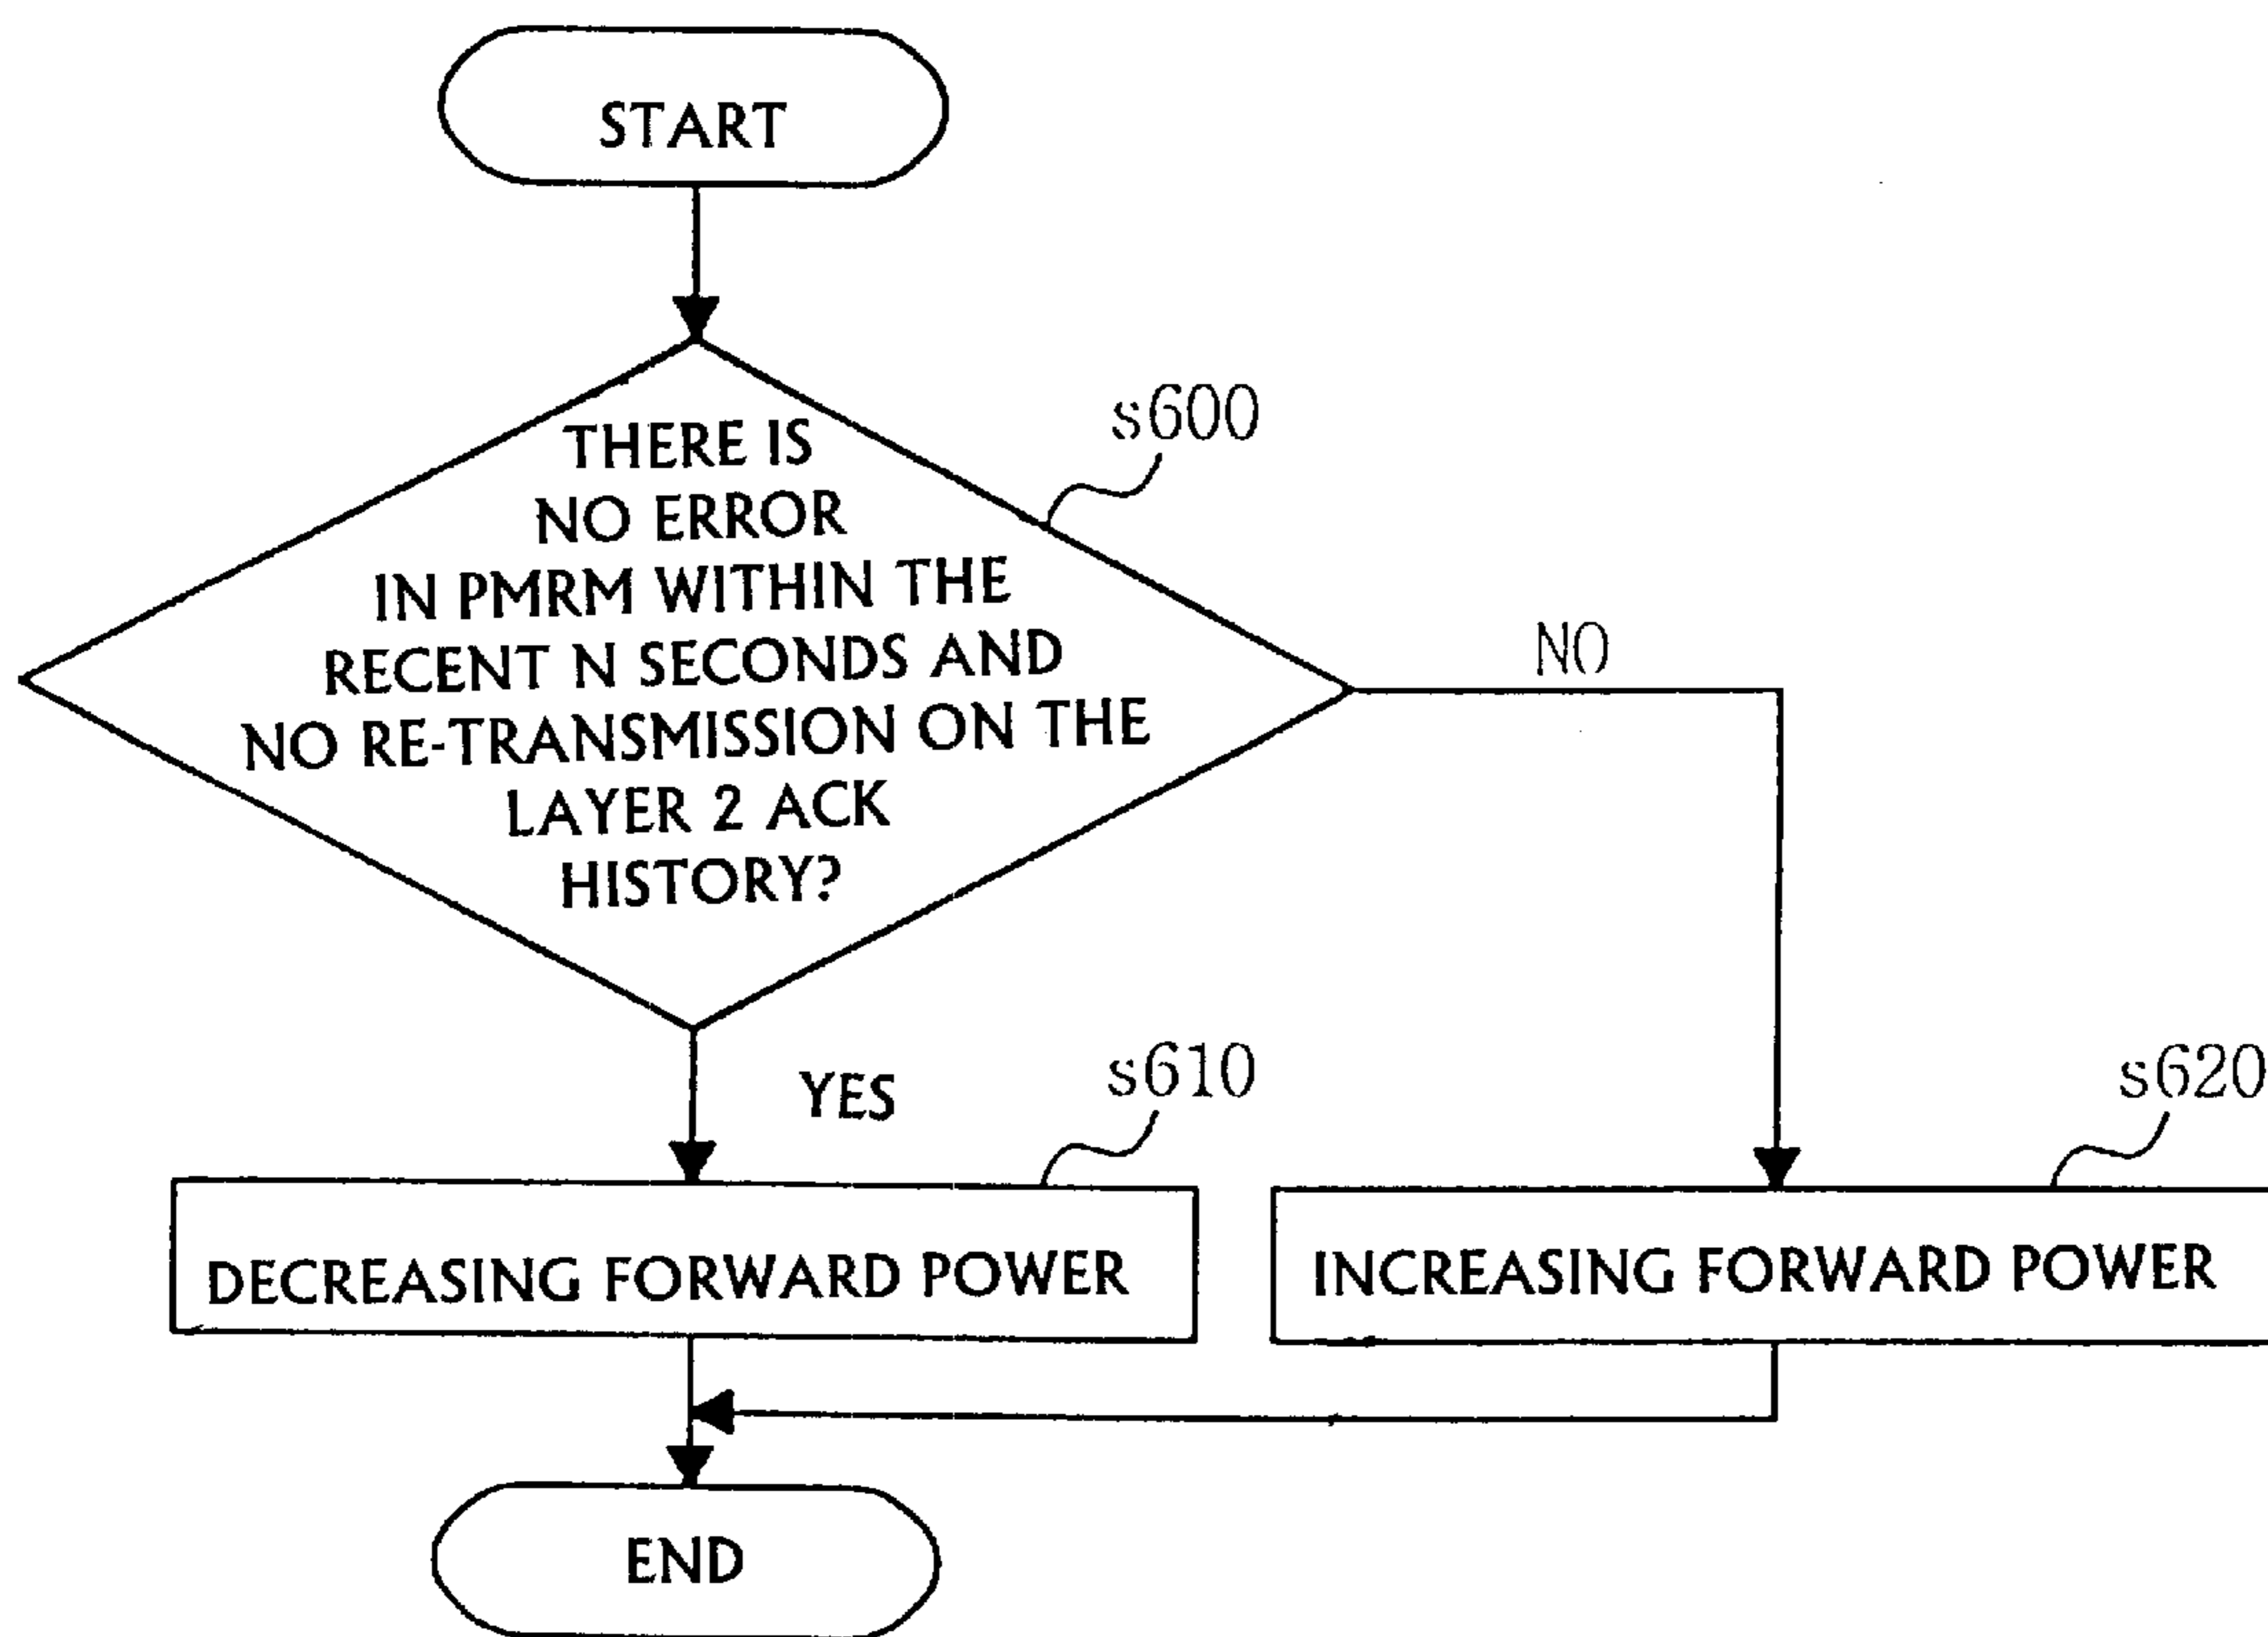 START
s600
THERE IS
NO ERROR
IN PMRM WITHIN THE
RECENT N SECONDS AND
NO RE-TRANSMISSION ON THE
LAYER 2 ACK
HISTORY?
NO
YES
s610
s620
DECREASING FORWARD POWER
INCREASING FORWARD POWER
END